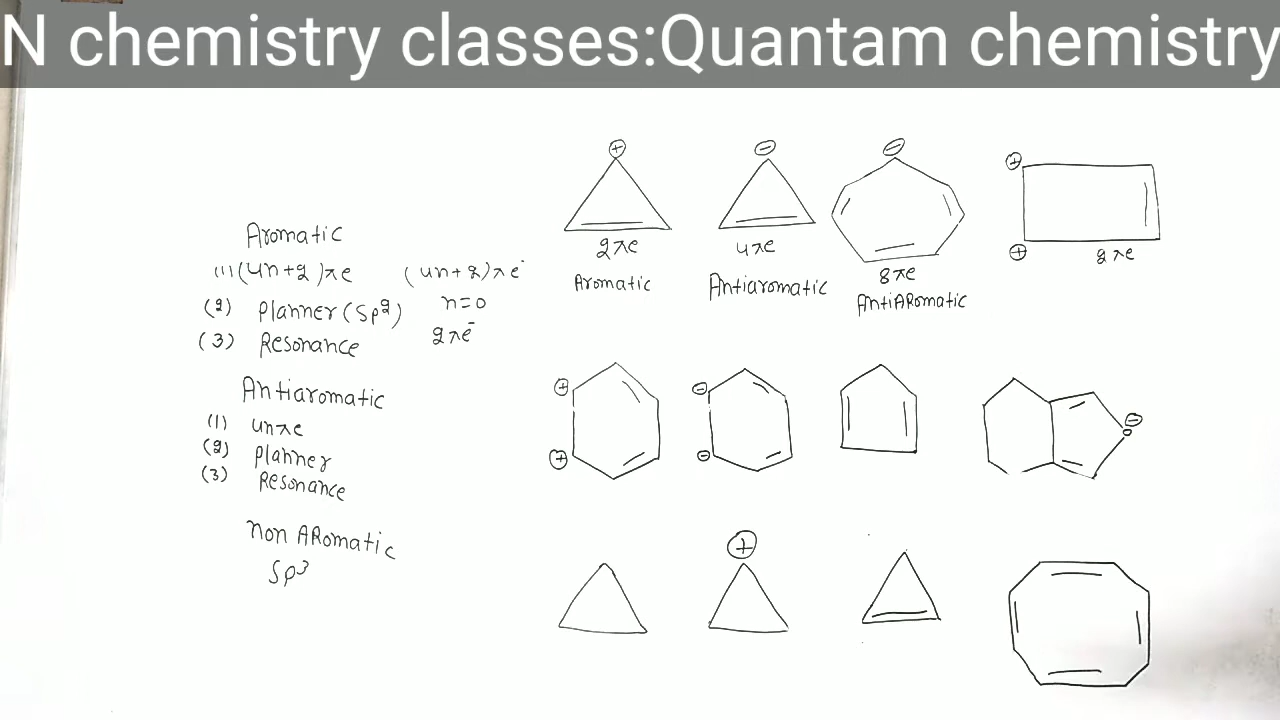 N chemistry classes:Quantam chemistry
Aromatic
(1) (4n+2)πe (4n+2)πe⁻
(2) Planner (Sp2) n=0
(3) Resonance 2πe⁻
Antiaromatic
(1) 4nπe
(2) Planner
(3) Resonance
non ARomatic
Sp3
⊕ ⊖ ⊖ ⊕
⊕
2πe 4πe 8πe 2πe
Aromatic Antiaromatic AntiARomatic
⊕ ⊖ ⊖
⊕ ⊖
⊕